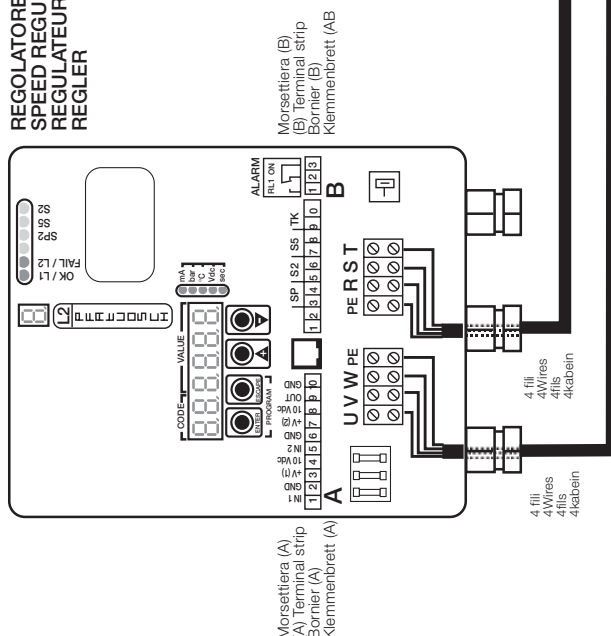 REGOLATORE
SPEED REGU
REGULATEUR
REGLER
Morsettiera (B)
(B) Terminal strip
Bornier (B)
Klemmenbrett (AB
S2
S5
SP2
FAIL / L2
OK / L1
L2
mA
bar
°C
Vdc
sec
CODE
VALUE
ENTER
ESCAPE
PROGRAM
ALARM
RL1 ON
1 2 3
B
SP S2 S5 TK
1 2 3 4 5 6 7 8 9 0
IN 1
GND
+V (1)
10 Vdc
IN 2
GND
+V (2)
10 Vdc
OUT
GND
1 2 3 4 5 6 7 8 9 10
A
U V W PE
PE R S T
Morsettiera (A)
A) Terminal strip
Bornier (A)
Klemmenbrett (A)
4 fili
4Wires
4fils
4kabein
4 fili
4Wires
4fils
4kabein